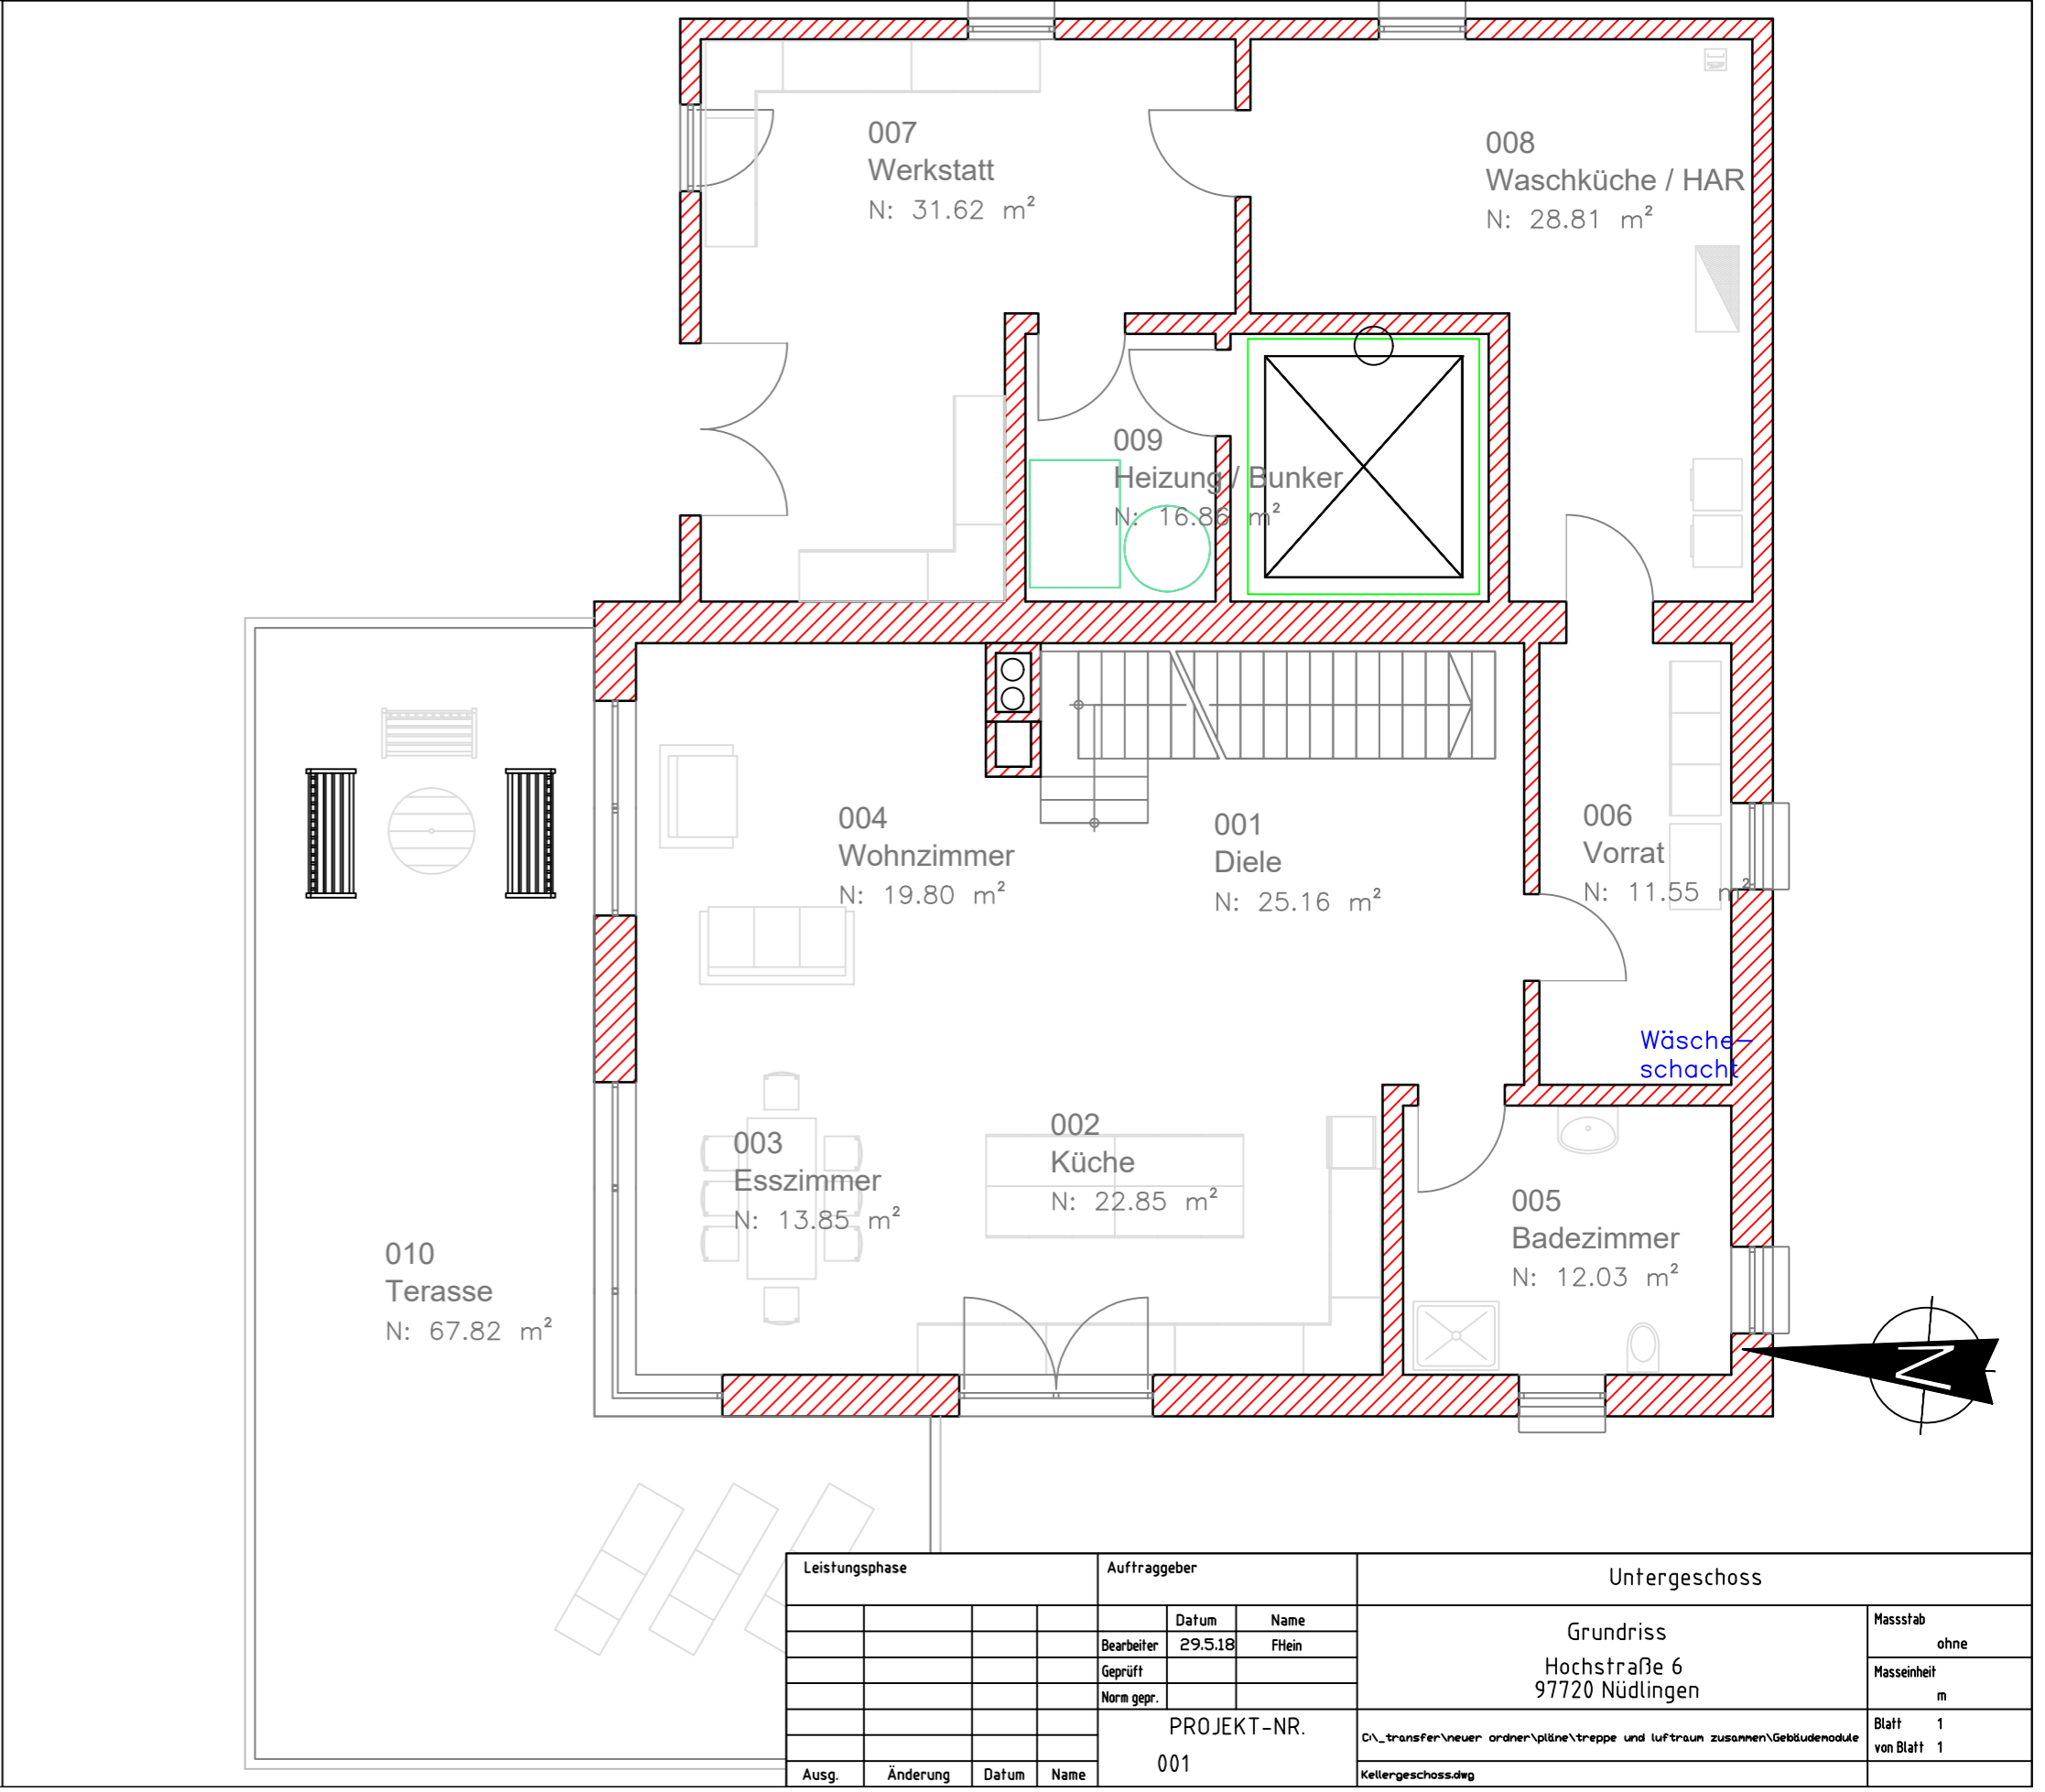 007
Werkstatt
N: 31.62 m²
008
Waschküche / HAR
N: 28.81 m²
009
Heizung / Bunker
N: 16.86 m²
004
Wohnzimmer
N: 19.80 m²
001
Diele
N: 25.16 m²
006
Vorrat
N: 11.55 m²
Wäsche-
schacht
003
Esszimmer
N: 13.85 m²
002
Küche
N: 22.85 m²
005
Badezimmer
N: 12.03 m²
010
Terasse
N: 67.82 m²
N
Leistungsphase
Auftraggeber
Untergeschoss
Datum Name
Bearbeiter 29.5.18 FHein
Geprüft
Norm gepr.
Grundriss
Hochstraße 6
97720 Nüdlingen
Massstab
ohne
Masseinheit
m
PROJEKT-NR.
001
C:\_transfer\neuer ordner\pläne\treppe und luftraum zusammen\Gebäudemodule
Kellergeschoss.dwg
Blatt 1
von Blatt 1
Ausg. Änderung Datum Name